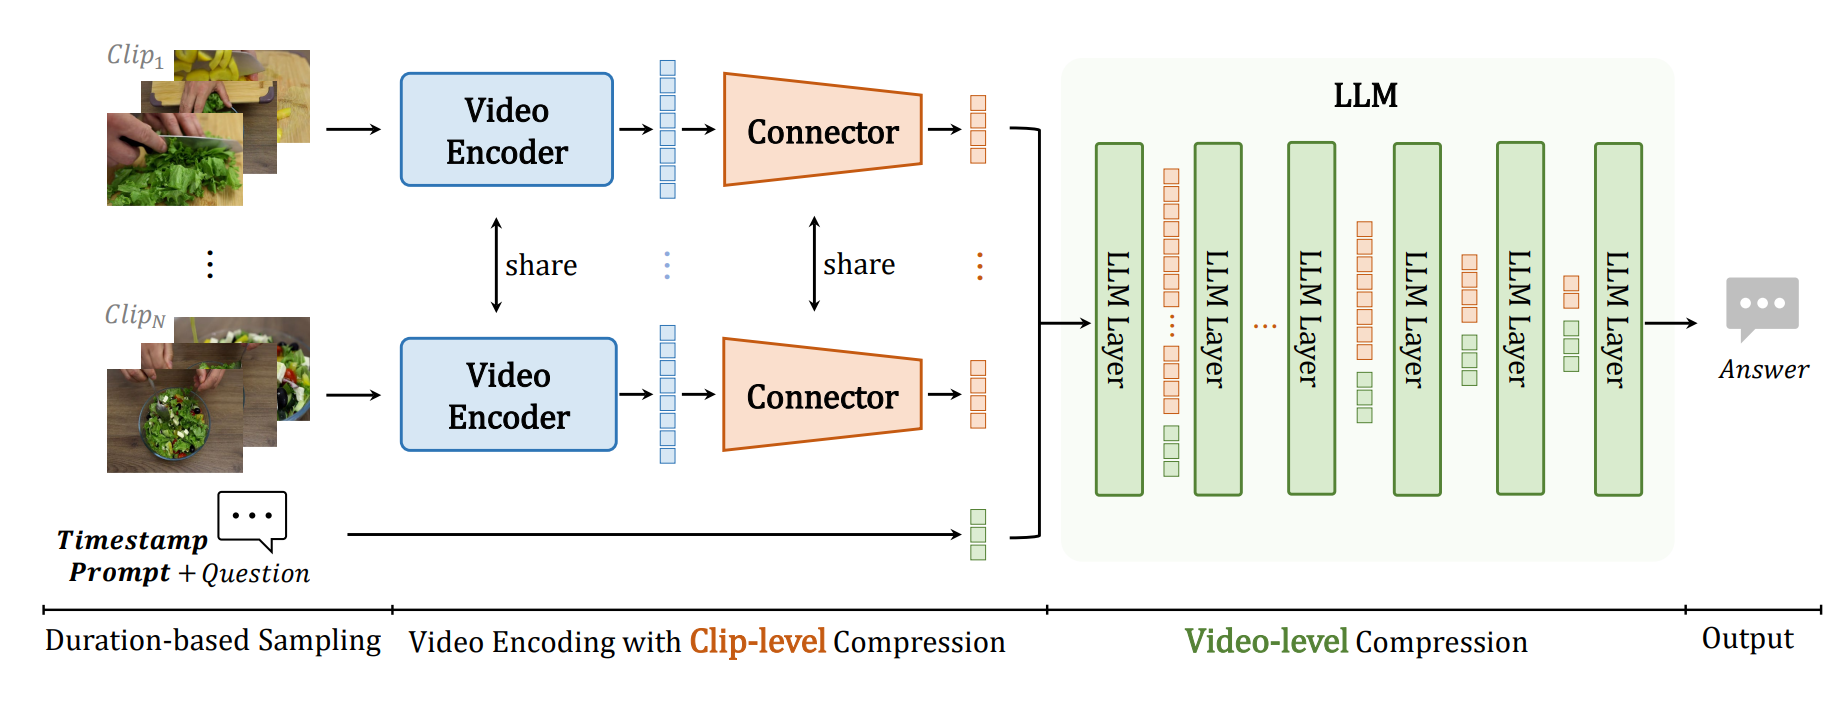 Clip1
Video
Encoder
Connector
share
share
ClipN
Video
Encoder
Connector
Timestamp
Prompt + Question
LLM
LLM Layer
LLM Layer
...
LLM Layer
LLM Layer
LLM Layer
LLM Layer
Answer
Duration-based Sampling
Video Encoding with Clip-level Compression
Video-level Compression
Output